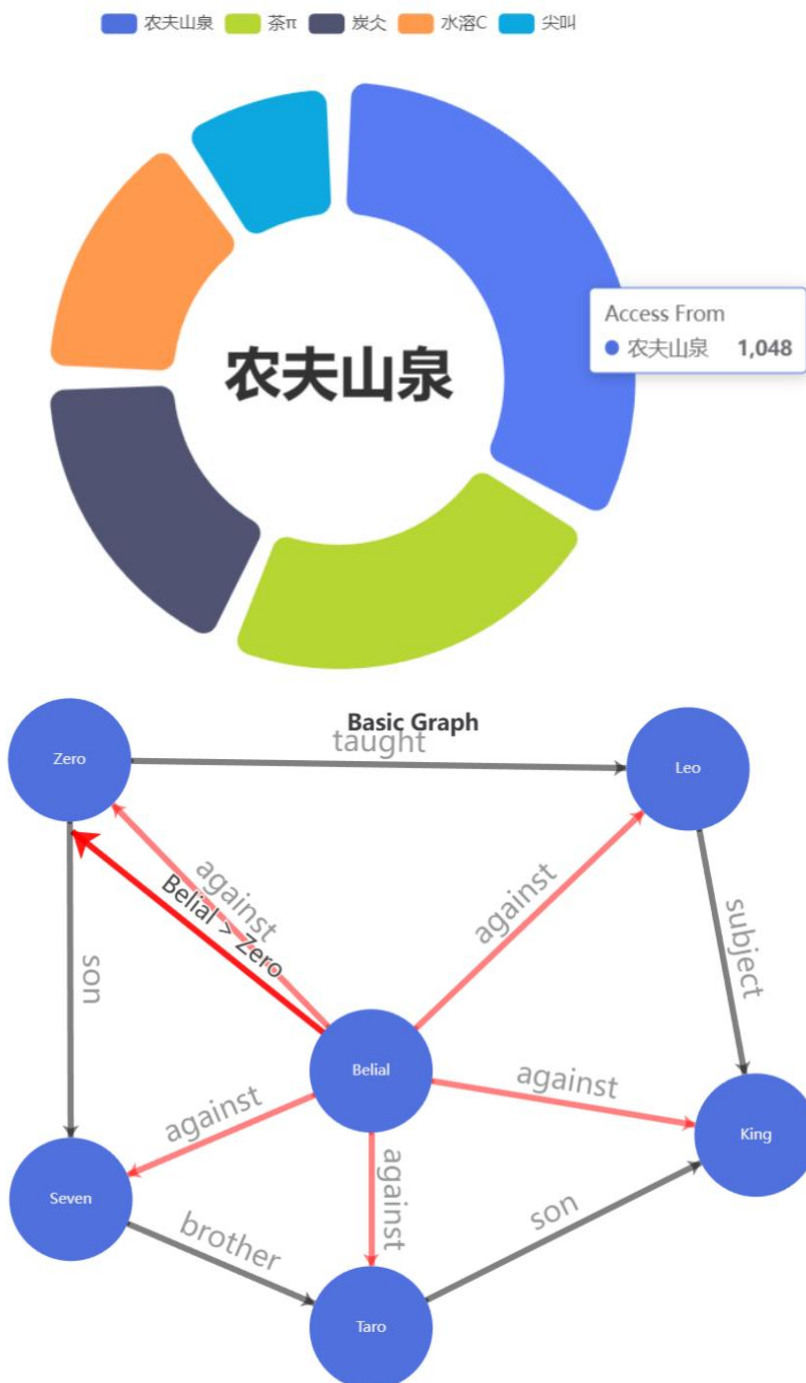 农夫山泉 茶π 炭仌 水溶C 尖叫
Access From
农夫山泉 1,048
农夫山泉
Basic Graph
taught
Zero
Leo
against
Belial > Zero
against
son
subject
Belial
against
against
King
against
Seven
son
brother
Taro